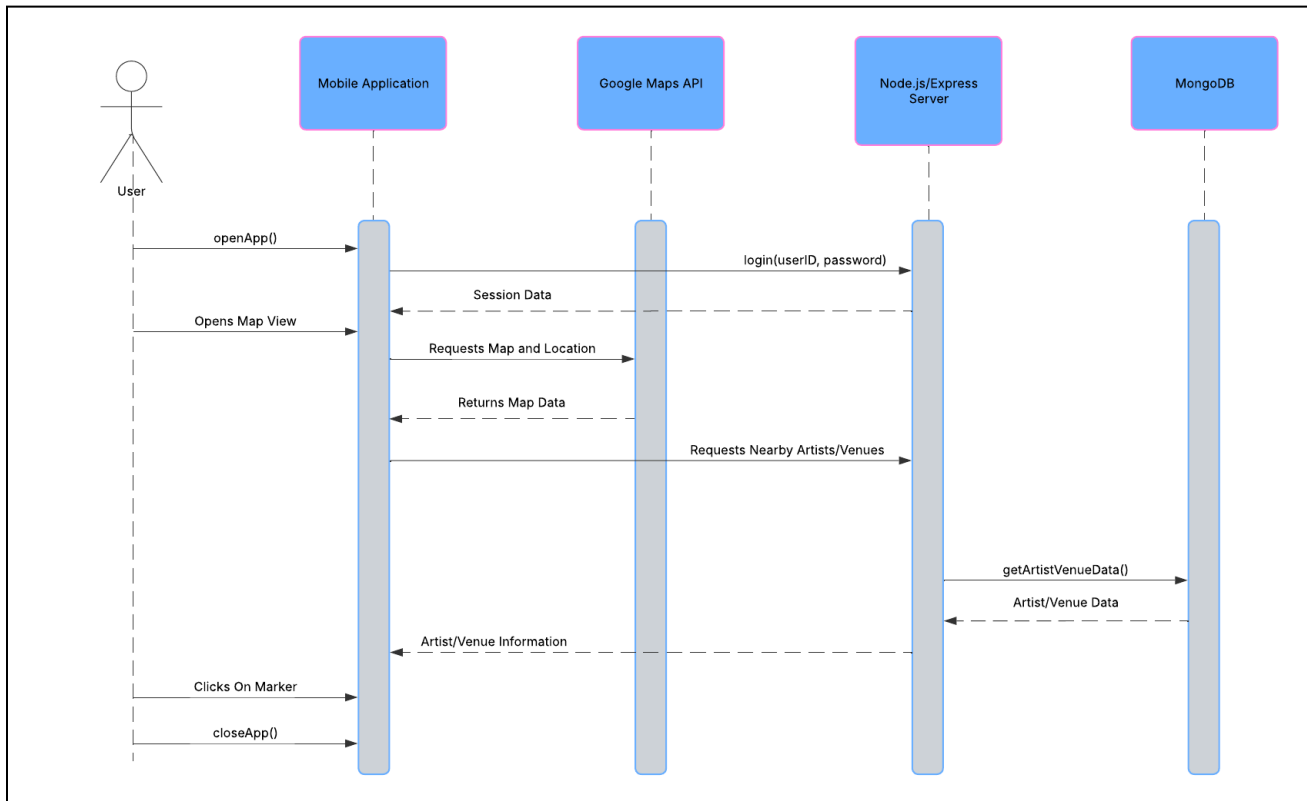 Mobile Application
Google Maps API
Node.js/Express
Server
MongoDB
User
openApp()
login(userID, password)
Session Data
Opens Map View
Requests Map and Location
Returns Map Data
Requests Nearby Artists/Venues
getArtistVenueData()
Artist/Venue Data
Artist/Venue Information
Clicks On Marker
closeApp()